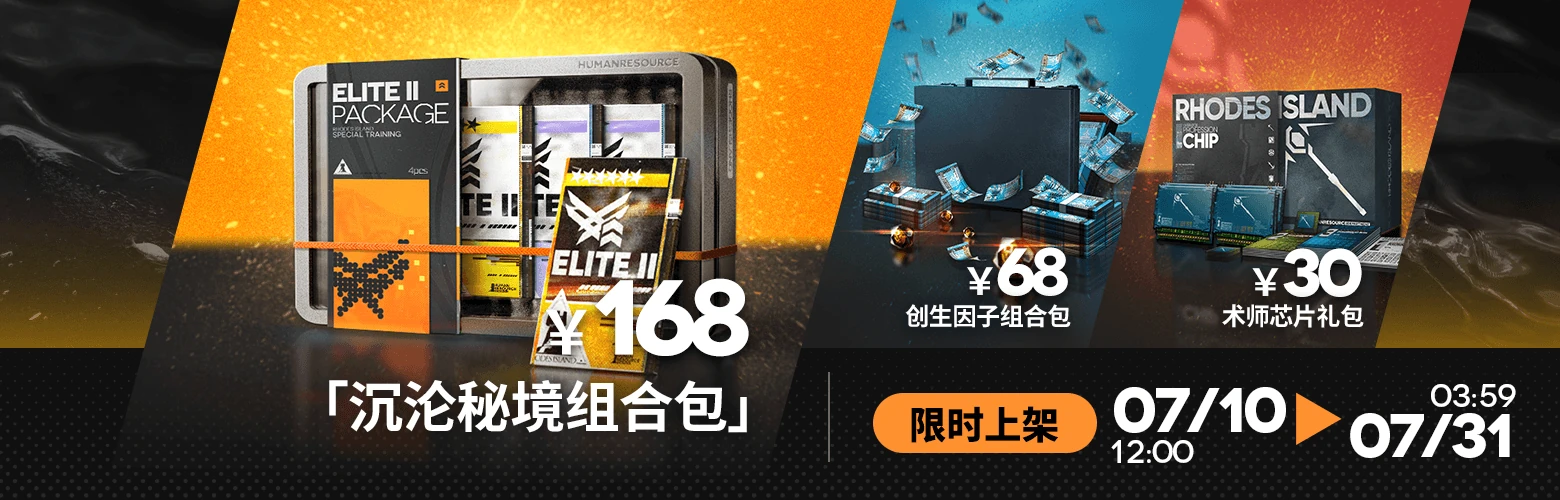 HUMANRESOURCE
ELITE II
PACKAGE
RHODES ISLAND
SPECIAL TRAINING
4pcs
ELITE II
¥168
「沉沦秘境组合包」
¥68
创生因子组合包
RHODES ISLAND
PROFESSION
CHIP
¥30
术师芯片礼包
限时上架
07/10
12:00
03:59
07/31